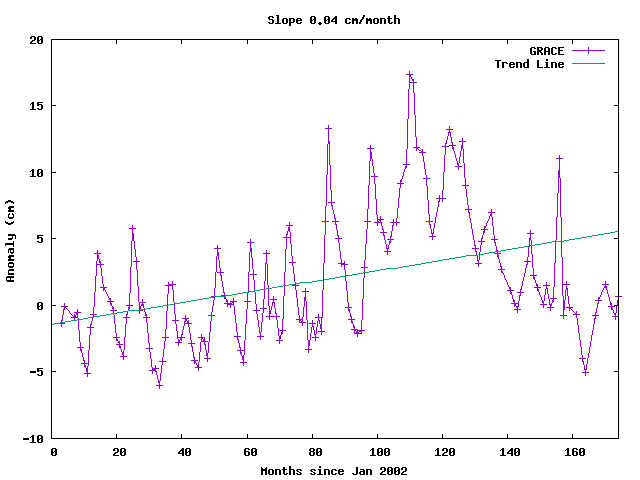 Slope 0.04 cm/month
20
GRACE
Trend Line
15
10
Anomaly (cm)
5
0
-5
-10
0 20 40 60 80 100 120 140 160
Months since Jan 2002